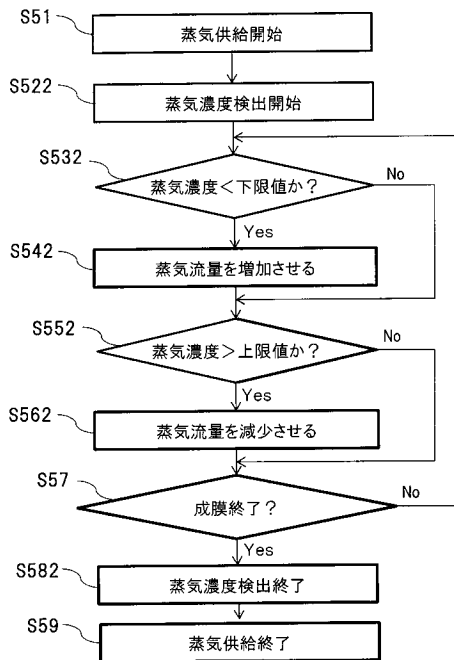 S51
蒸気供給開始
S522
蒸気濃度検出開始
S532
蒸気濃度<下限値か?
No
Yes
S542
蒸気流量を増加させる
S552
蒸気濃度>上限値か?
No
Yes
S562
蒸気流量を減少させる
S57
成膜終了?
No
Yes
S582
蒸気濃度検出終了
S59
蒸気供給終了